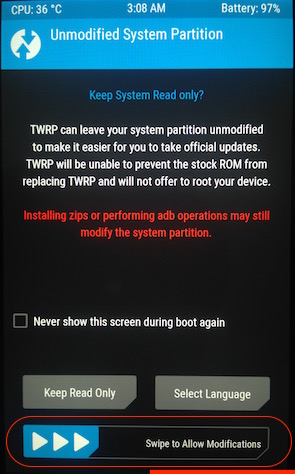 CPU: 36 °C 3:08 AM Battery: 97%
Unmodified System Partition
Keep System Read only?
TWRP can leave your system partition unmodified
to make it easier for you to take official updates.
TWRP will be unable to prevent the stock ROM from
replacing TWRP and will not offer to root your device.
Installing zips or performing adb operations may still
modify the system partition.
Never show this screen during boot again
Keep Read Only Select Language
Swipe to Allow Modifications